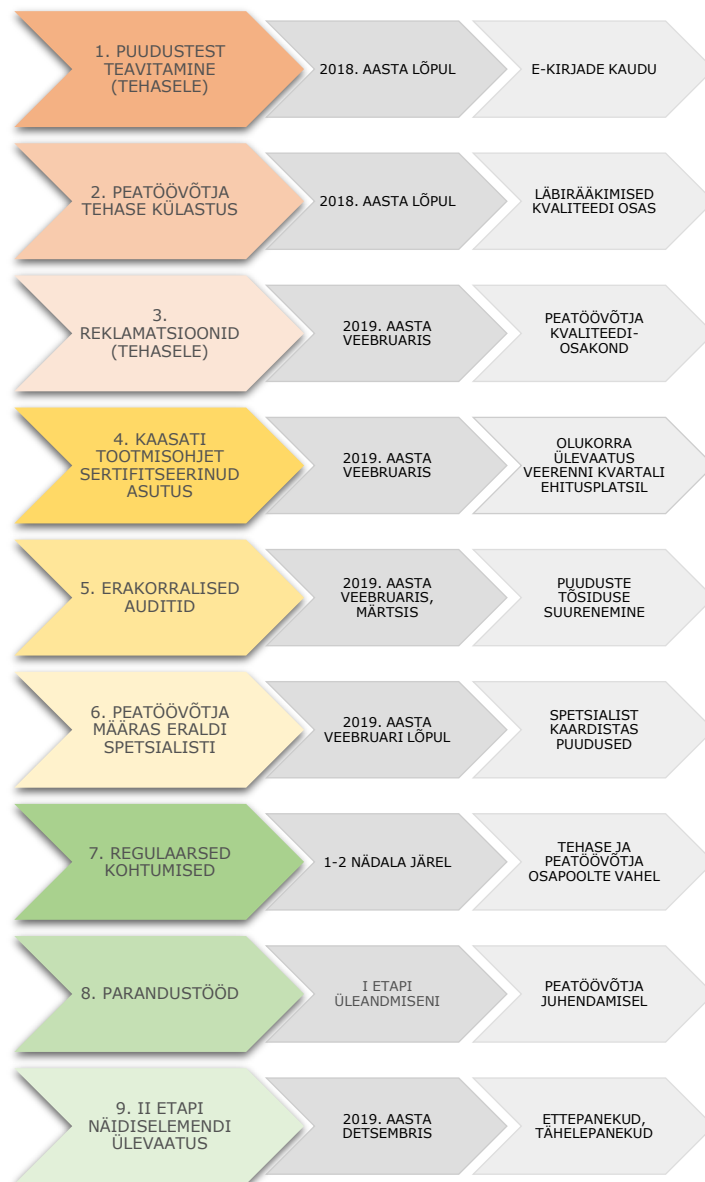 1. PUUDUSTEST
TEAVITAMINE
(TEHASELE)
2018. AASTA LÕPUL
E-KIRJADE KAUDU
2. PEATÖÖVÕTJA
TEHASE KÜLASTUS
2018. AASTA LÕPUL
LÄBIRÄÄKIMISED
KVALITEEDI OSAS
3.
REKLAMATSIOONID
(TEHASELE)
2019. AASTA
VEEBRUARIS
PEATÖÖVÕTJA
KVALITEEDI-
OSAKOND
4. KAASATI
TOOTMISOHJET
SERTIFITSEERINUD
ASUTUS
2019. AASTA
VEEBRUARIS
OLUKORRA
ÜLEVAATUS
VEERENNI KVARTALI
EHITUSPLATSIL
5. ERAKORRALISED
AUDITID
2019. AASTA
VEEBRUARIS,
MÄRTSIS
PUUDUSTE
TÕSIDUSE
SUURENEMINE
6. PEATÖÖVÕTJA
MÄÄRAS ERALDI
SPETSIALISTI
2019. AASTA
VEEBRUARI LÕPUL
SPETSIALIST
KAARDISTAS
PUUDUSED
7. REGULAARSED
KOHTUMISED
1-2 NÄDALA JÄREL
TEHASE JA
PEATÖÖVÕTJA
OSAPOOLTE VAHEL
8. PARANDUSTÖÖD
I ETAPI
ÜLEANDMISENI
PEATÖÖVÕTJA
JUHENDAMISEL
9. II ETAPI
NÄIDISELEMENDI
ÜLEVAATUS
2019. AASTA
DETSEMBRIS
ETTEPANEKUD,
TÄHELEPANEKUD